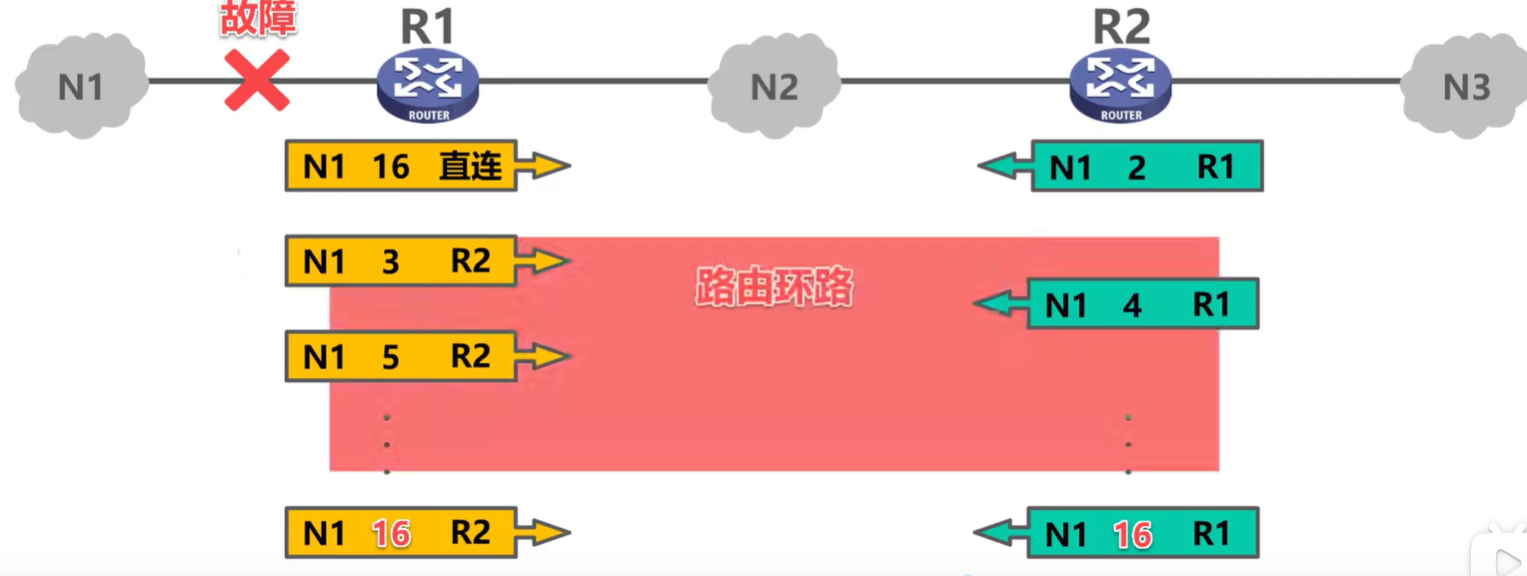 故障
R1
R2
N1
N2
N3
ROUTER
ROUTER
N1 16 直连
N1 2 R1
N1 3 R2
路由环路
N1 4 R1
N1 5 R2
N1 16 R2
N1 16 R1